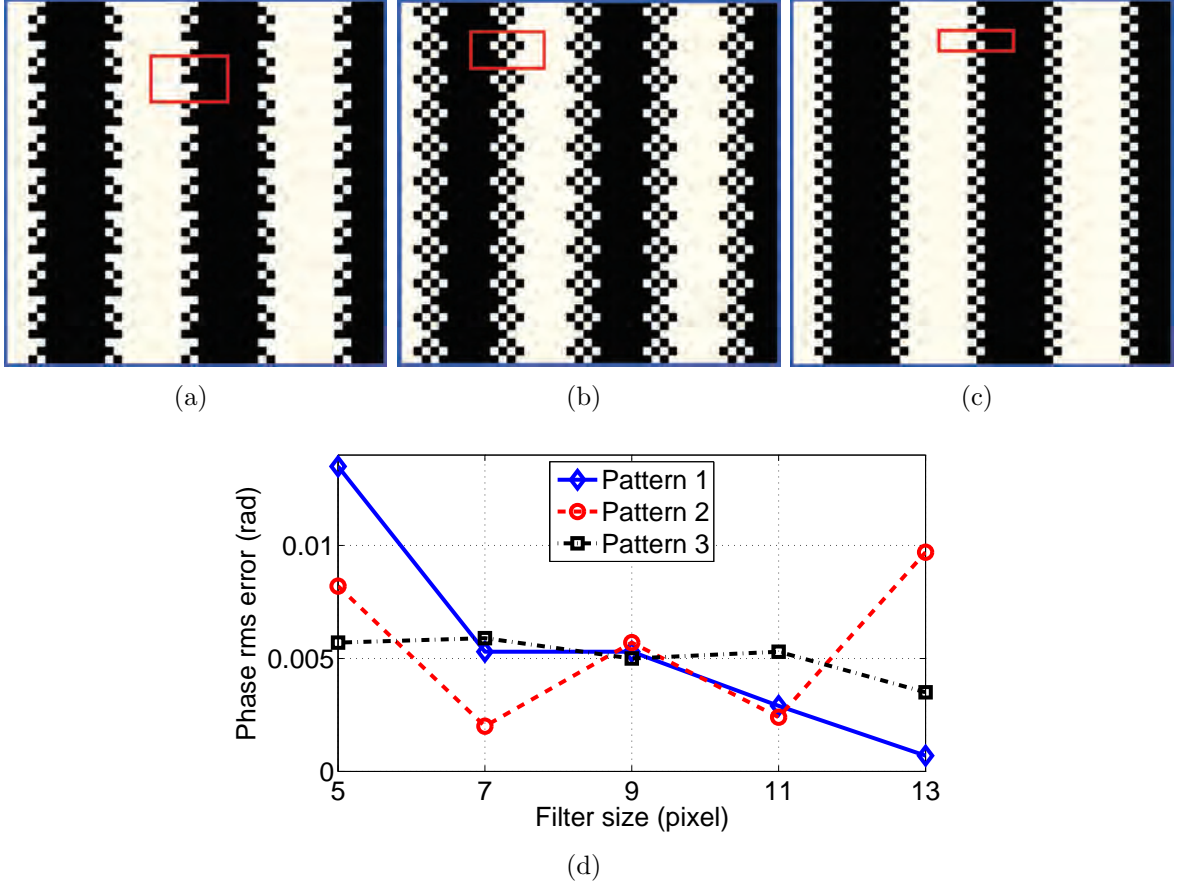 (a)
(b)
(c)
Phase rms error (rad)
0.01
0.005
0
Pattern 1
Pattern 2
Pattern 3
5 7 9 11 13
Filter size (pixel)
(d)